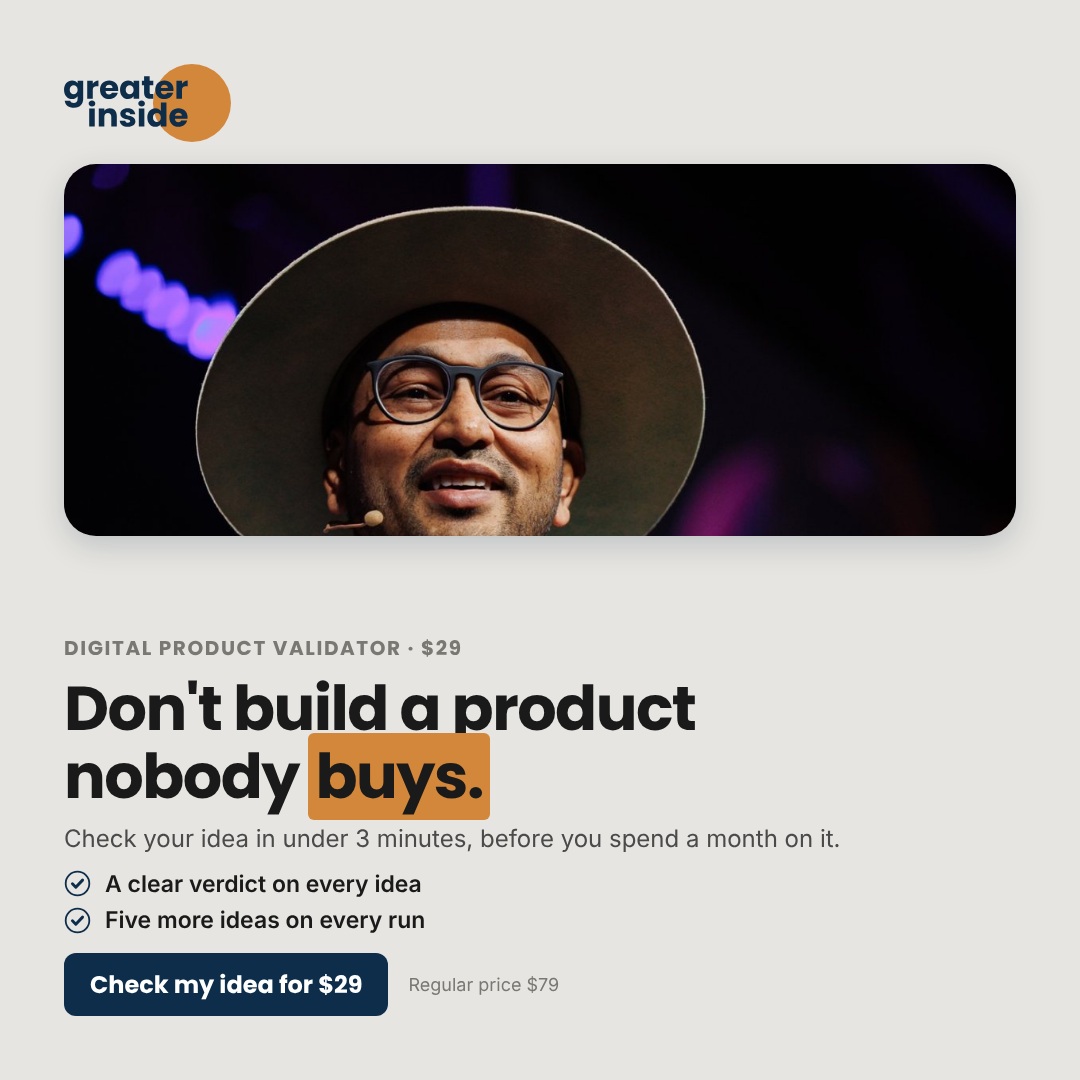 greater
inside
DIGITAL PRODUCT VALIDATOR · $29
Don't build a product
nobody buys.
Check your idea in under 3 minutes, before you spend a month on it.
A clear verdict on every idea
Five more ideas on every run
Check my idea for $29
Regular price $79